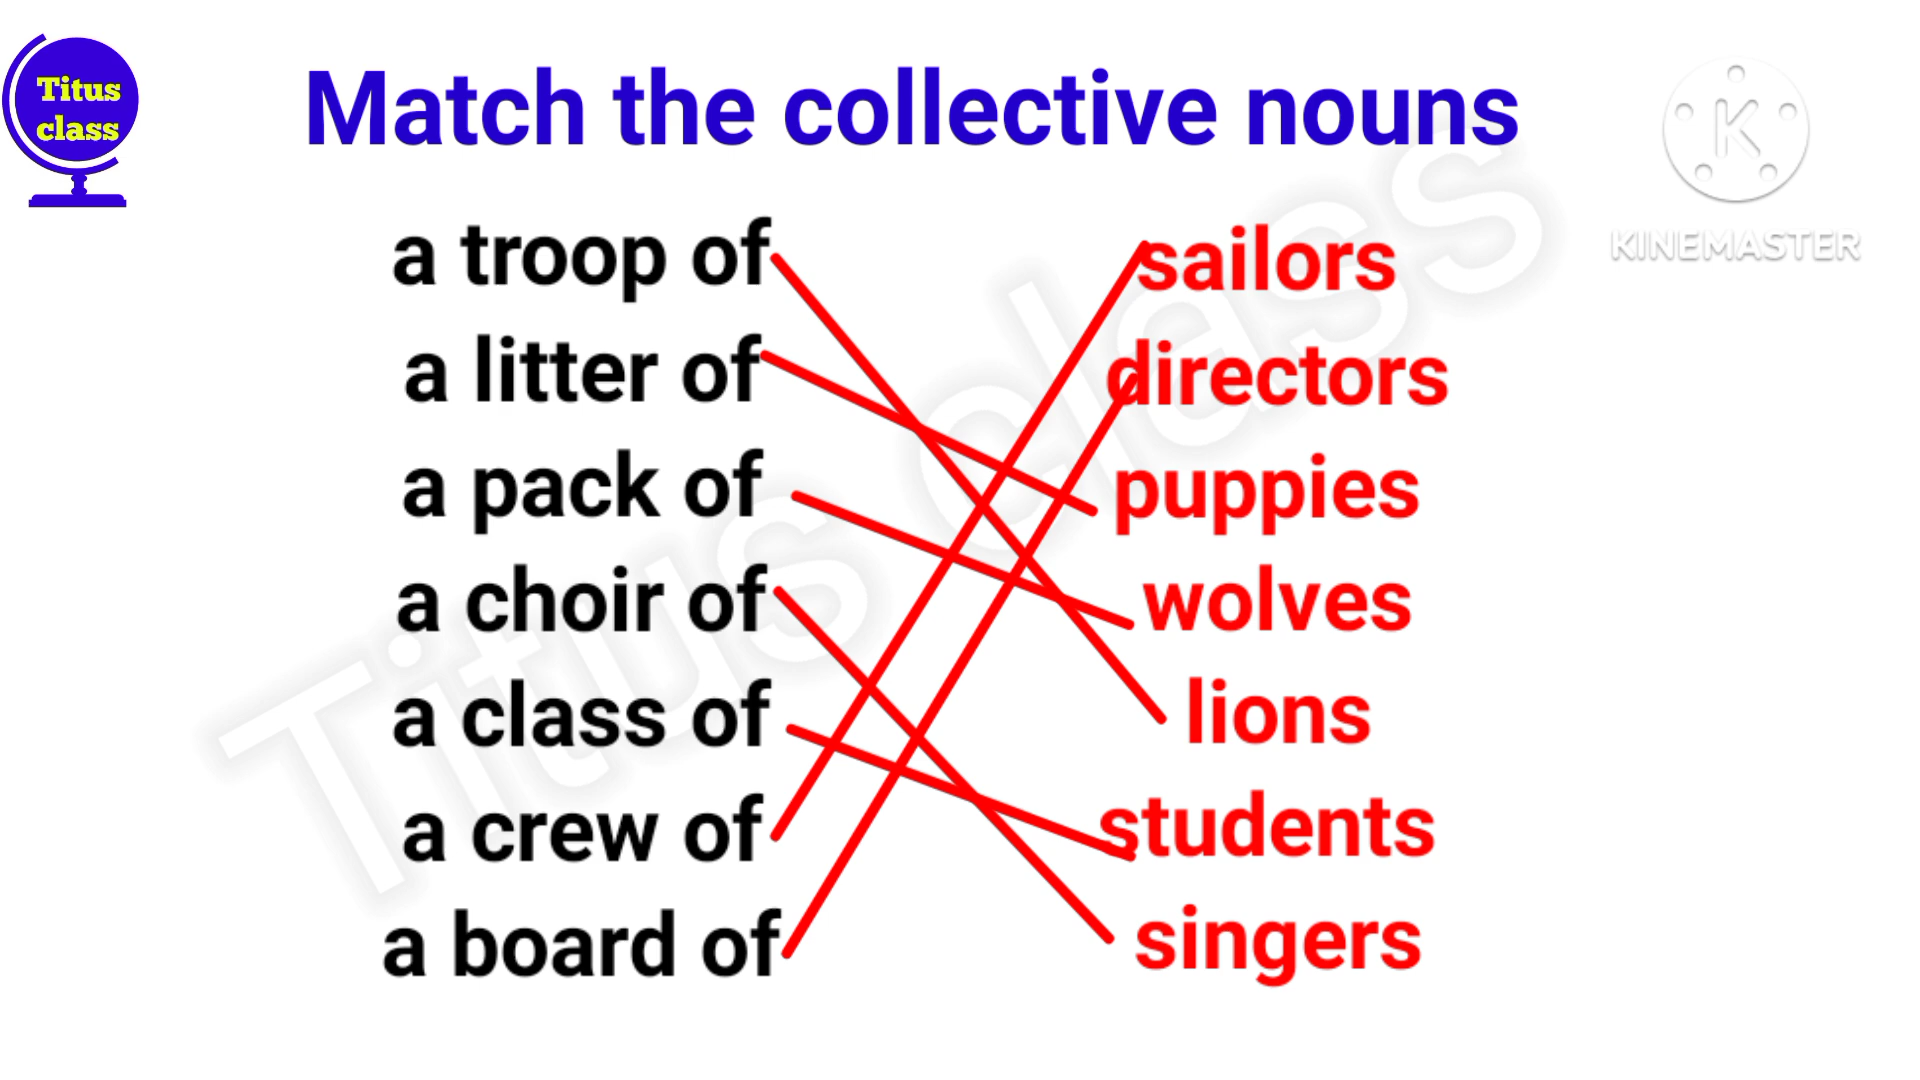 Titus
class
Match the collective nouns
K
KINEMASTER
a troop of
sailors
a litter of
directors
a pack of
puppies
a choir of
wolves
a class of
lions
a crew of
students
a board of
singers
Titus class